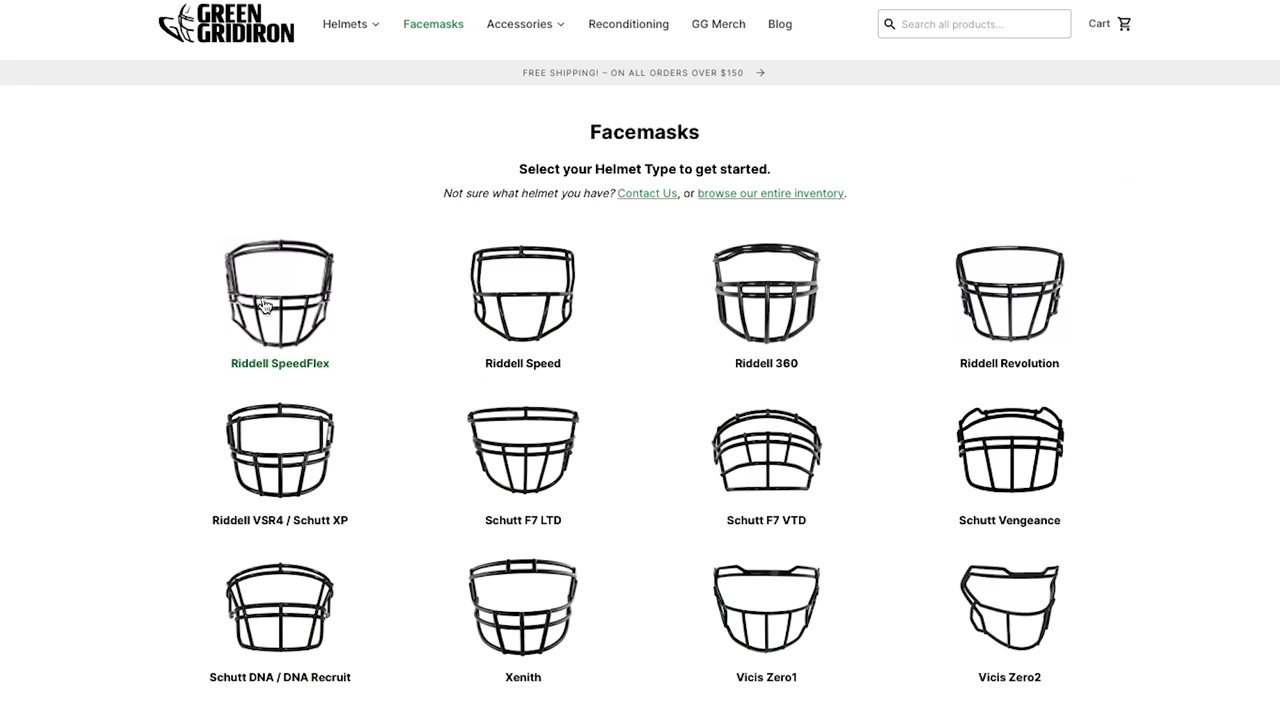 GREEN
GRIDIRON
Helmets
Facemasks
Accessories
Reconditioning
GG Merch
Blog
Search all products...
Cart
FREE SHIPPING! – ON ALL ORDERS OVER $150
Facemasks
Select your Helmet Type to get started.
Not sure what helmet you have? Contact Us, or browse our entire inventory.
Riddell SpeedFlex
Riddell Speed
Riddell 360
Riddell Revolution
Riddell VSR4 / Schutt XP
Schutt F7 LTD
Schutt F7 VTD
Schutt Vengeance
Schutt DNA / DNA Recruit
Xenith
Vicis Zero1
Vicis Zero2